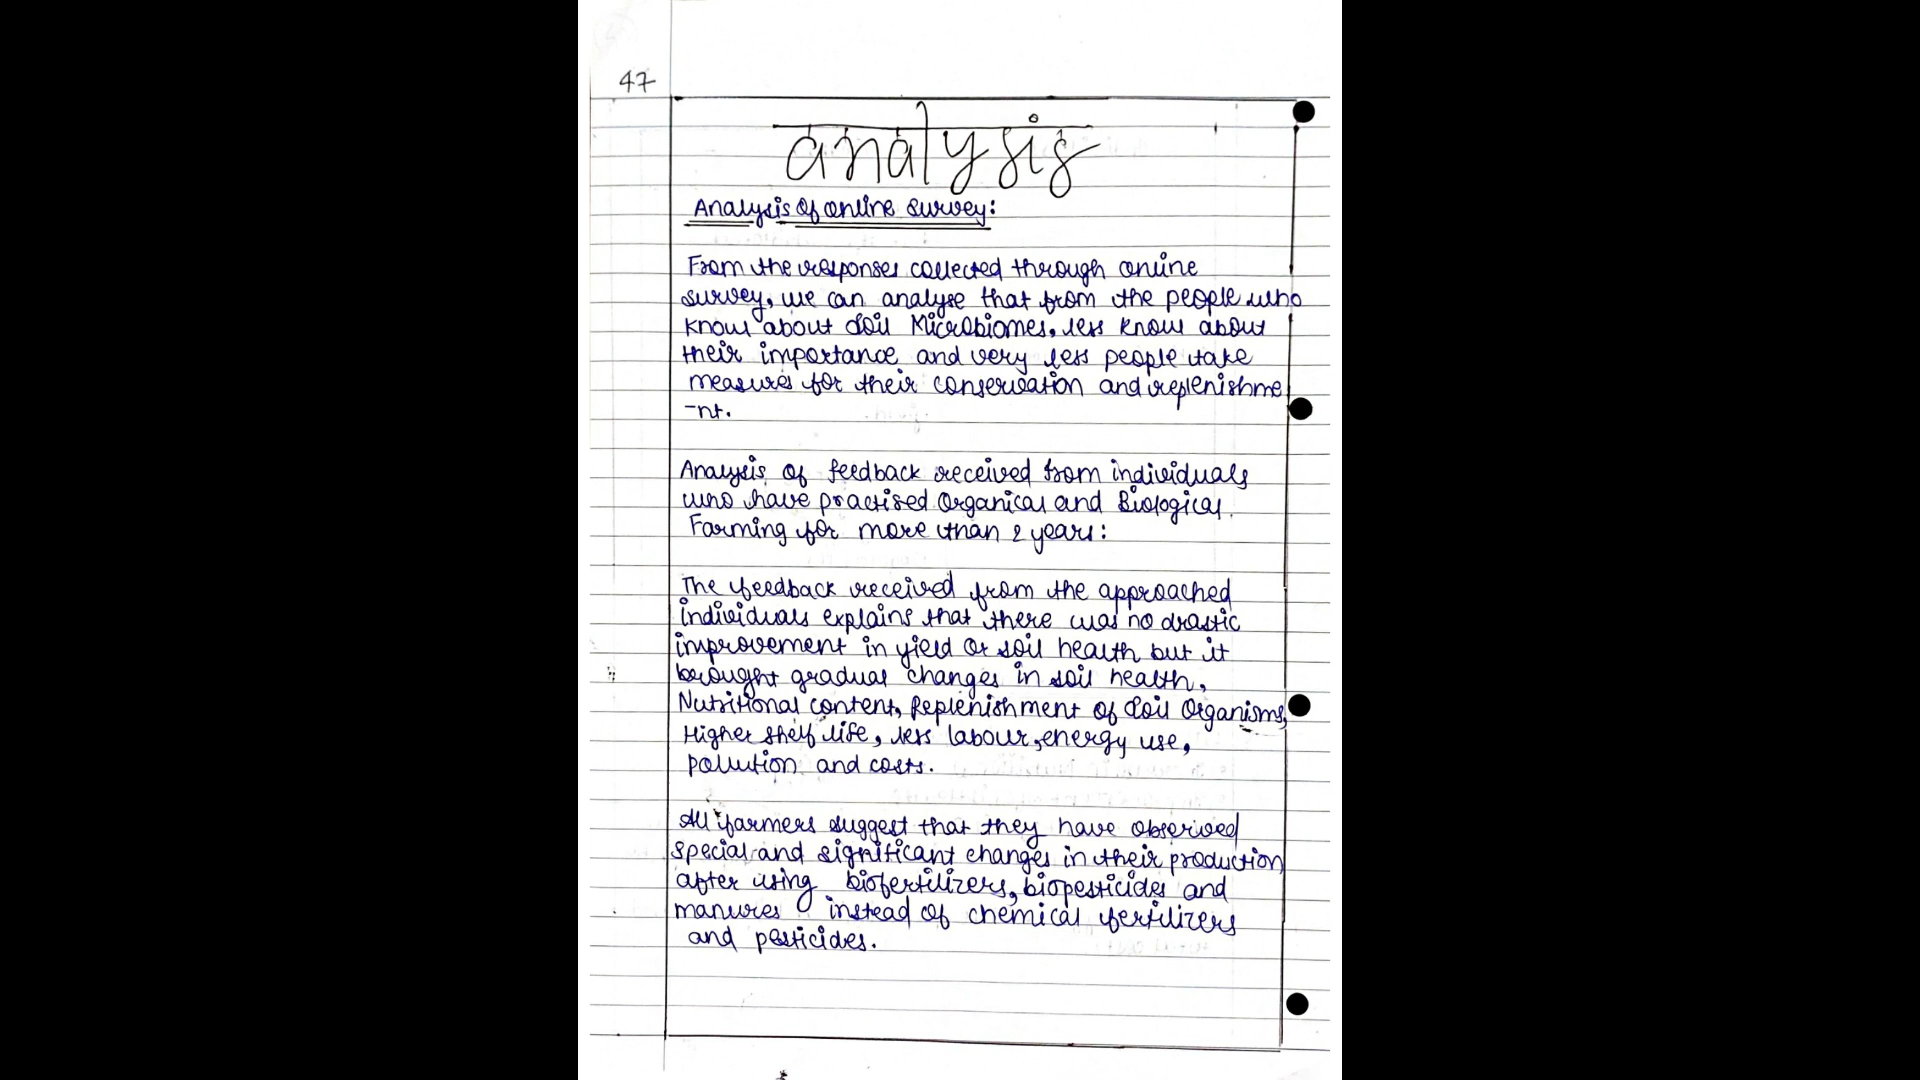 47
analysis
Analysis of online survey:
From the responses collected through online
survey, we can analyse that from the people who
know about Soil Microbiomes, less know about
their importance and very less people take
measures for their conservation and replenishme
-nt.
Analysis of feedback received from individuals
who have practised Organical and Biological
Farming for more than 2 years:
The feedback received from the approached
individuals explains that there was no drastic
improvement in yield or soil health but it
brought gradual changes in soil health,
Nutritional content, Replenishment of Soil Organisms,
Higher shelf life, less labour, energy use,
pollution and costs.
All farmers suggest that they have observed
special and significant changes in their production
after using biofertilizers, biopesticides and
manures instead of chemical fertilizers
and pesticides.